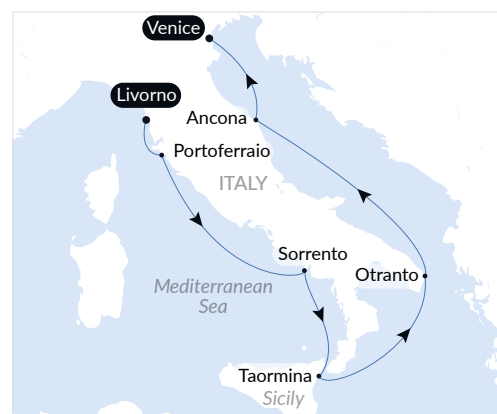 Venice
Livorno
Ancona
Portoferraio
ITALY
Sorrento
Otranto
Mediterranean
Sea
Taormina
Sicily